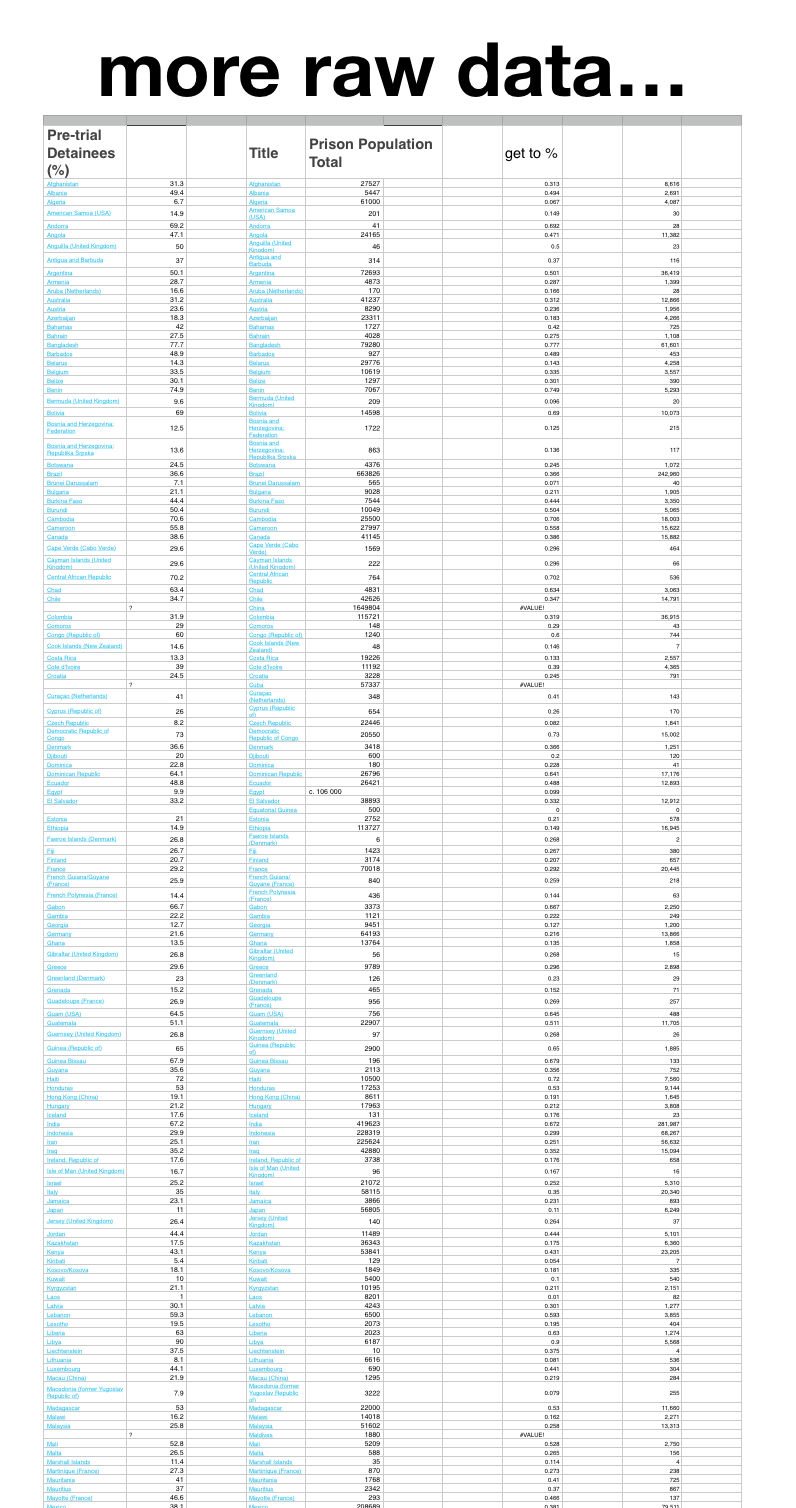 more raw data...
Pre-trial Detainees (%) Title Prison Population Total get to %
Afghanistan 31.3 Afghanistan 27527 0.313 8,616
Albania 49.4 Albania 5447 0.494 2,691
Algeria 6.7 Algeria 61000 0.067 4,087
American Samoa (USA) 14.9 American Samoa (USA) 201 0.149 30
Andorra 69.2 Andorra 41 0.692 28
Angola 47.1 Angola 24165 0.471 11,382
Anguilla (United Kingdom) 50 Anguilla (United Kingdom) 46 0.5 23
Antigua and Barbuda 37 Antigua and Barbuda 314 0.37 116
Argentina 50.1 Argentina 72693 0.501 36,419
Armenia 28.7 Armenia 4873 0.287 1,399
Aruba (Netherlands) 16.6 Aruba (Netherlands) 170 0.166 28
Australia 31.2 Australia 41237 0.312 12,866
Austria 23.6 Austria 8290 0.236 1,956
Azerbaijan 18.3 Azerbaijan 23311 0.183 4,266
Bahamas 42 Bahamas 1727 0.42 725
Bahrain 27.5 Bahrain 4028 0.275 1,108
Bangladesh 77.7 Bangladesh 79280 0.777 61,601
Barbados 48.9 Barbados 927 0.489 453
Belarus 14.3 Belarus 29776 0.143 4,258
Belgium 33.5 Belgium 10619 0.335 3,557
Belize 30.1 Belize 1297 0.301 390
Benin 74.9 Benin 7067 0.749 5,293
Bermuda (United Kingdom) 9.6 Bermuda (United Kingdom) 209 0.096 20
Bolivia 69 Bolivia 14598 0.69 10,073
Bosnia and Herzegovina: Federation 12.5 Bosnia and Herzegovina: Federation 1722 0.125 215
Bosnia and Herzegovina: Republika Srpska 13.6 Bosnia and Herzegovina: Republika Srpska 863 0.136 117
Botswana 24.5 Botswana 4376 0.245 1,072
Brazil 36.6 Brazil 663826 0.366 242,960
Brunei Darussalam 7.1 Brunei Darussalam 565 0.071 40
Bulgaria 21.1 Bulgaria 9028 0.211 1,905
Burkina Faso 44.4 Burkina Faso 7544 0.444 3,350
Burundi 50.4 Burundi 10049 0.504 5,065
Cambodia 70.6 Cambodia 25500 0.706 18,003
Cameroon 55.8 Cameroon 27997 0.558 15,622
Canada 38.6 Canada 41145 0.386 15,882
Cape Verde (Cabo Verde) 29.6 Cape Verde (Cabo Verde) 1569 0.296 464
Cayman Islands (United Kingdom) 29.6 Cayman Islands (United Kingdom) 222 0.296 66
Central African Republic 70.2 Central African Republic 764 0.702 536
Chad 63.4 Chad 4831 0.634 3,063
Chile 34.7 Chile 42626 0.347 14,791
? China 1649804 #VALUE!
Colombia 31.9 Colombia 115721 0.319 36,915
Comoros 29 Comoros 148 0.29 43
Congo (Republic of) 60 Congo (Republic of) 1240 0.6 744
Cook Islands (New Zealand) 14.6 Cook Islands (New Zealand) 48 0.146 7
Costa Rica 13.3 Costa Rica 19226 0.133 2,557
Cote d'Ivoire 39 Cote d'Ivoire 11192 0.39 4,365
Croatia 24.5 Croatia 3228 0.245 791
? Cuba 57337 #VALUE!
Curaçao (Netherlands) 41 Curaçao (Netherlands) 348 0.41 143
Cyprus (Republic of) 26 Cyprus (Republic of) 654 0.26 170
Czech Republic 8.2 Czech Republic 22446 0.082 1,841
Democratic Republic of Congo 73 Democratic Republic of Congo 20550 0.73 15,002
Denmark 36.6 Denmark 3418 0.366 1,251
Djibouti 20 Djibouti 600 0.2 120
Dominica 22.8 Dominica 180 0.228 41
Dominican Republic 64.1 Dominican Republic 26796 0.641 17,176
Ecuador 48.8 Ecuador 26421 0.488 12,893
Egypt 9.9 Egypt c. 106 000 0.099
El Salvador 33.2 El Salvador 38893 0.332 12,912
Equatorial Guinea 500 0 0
Estonia 21 Estonia 2752 0.21 578
Ethiopia 14.9 Ethiopia 113727 0.149 16,945
Faeroe Islands (Denmark) 26.8 Faeroe Islands (Denmark) 6 0.268 2
Fiji 26.7 Fiji 1423 0.267 380
Finland 20.7 Finland 3174 0.207 657
France 29.2 France 70018 0.292 20,445
French Guiana/Guyane (France) 25.9 French Guiana/ Guyane (France) 840 0.259 218
French Polynesia (France) 14.4 French Polynesia (France) 436 0.144 63
Gabon 66.7 Gabon 3373 0.667 2,250
Gambia 22.2 Gambia 1121 0.222 249
Georgia 12.7 Georgia 9451 0.127 1,200
Germany 21.6 Germany 64193 0.216 13,866
Ghana 13.5 Ghana 13764 0.135 1,858
Gibraltar (United Kingdom) 26.8 Gibraltar (United Kingdom) 56 0.268 15
Greece 29.6 Greece 9789 0.296 2,898
Greenland (Denmark) 23 Greenland (Denmark) 126 0.23 29
Grenada 15.2 Grenada 465 0.152 71
Guadeloupe (France) 26.9 Guadeloupe (France) 956 0.269 257
Guam (USA) 64.5 Guam (USA) 756 0.645 488
Guatemala 51.1 Guatemala 22907 0.511 11,705
Guernsey (United Kingdom) 26.8 Guernsey (United Kingdom) 97 0.268 26
Guinea (Republic of) 65 Guinea (Republic of) 2900 0.65 1,885
Guinea Bissau 67.9 Guinea Bissau 196 0.679 133
Guyana 35.6 Guyana 2113 0.356 752
Haiti 72 Haiti 10500 0.72 7,560
Honduras 53 Honduras 17253 0.53 9,144
Hong Kong (China) 19.1 Hong Kong (China) 8611 0.191 1,645
Hungary 21.2 Hungary 17963 0.212 3,808
Iceland 17.6 Iceland 131 0.176 23
India 67.2 India 419623 0.672 281,987
Indonesia 29.9 Indonesia 228319 0.299 68,267
Iran 25.1 Iran 225624 0.251 56,632
Iraq 35.2 Iraq 42880 0.352 15,094
Ireland, Republic of 17.6 Ireland, Republic of 3738 0.176 658
Isle of Man (United Kingdom) 16.7 Isle of Man (United Kingdom) 96 0.167 16
Israel 25.2 Israel 21072 0.252 5,310
Italy 35 Italy 58115 0.35 20,340
Jamaica 23.1 Jamaica 3866 0.231 893
Japan 11 Japan 56805 0.11 6,249
Jersey (United Kingdom) 26.4 Jersey (United Kingdom) 140 0.264 37
Jordan 44.4 Jordan 11489 0.444 5,101
Kazakhstan 17.5 Kazakhstan 36343 0.175 6,360
Kenya 43.1 Kenya 53841 0.431 23,205
Kiribati 5.4 Kiribati 129 0.054 7
Kosovo/Kosova 18.1 Kosovo/Kosova 1849 0.181 335
Kuwait 10 Kuwait 5400 0.1 540
Kyrgyzstan 21.1 Kyrgyzstan 10195 0.211 2,151
Laos 1 Laos 8201 0.01 82
Latvia 30.1 Latvia 4243 0.301 1,277
Lebanon 59.3 Lebanon 6500 0.593 3,855
Lesotho 19.5 Lesotho 2073 0.195 404
Liberia 63 Liberia 2023 0.63 1,274
Libya 90 Libya 6187 0.9 5,568
Liechtenstein 37.5 Liechtenstein 10 0.375 4
Lithuania 8.1 Lithuania 6616 0.081 536
Luxembourg 44.1 Luxembourg 690 0.441 304
Macau (China) 21.9 Macau (China) 1295 0.219 284
Macedonia (former Yugoslav Republic of) 7.9 Macedonia (former Yugoslav Republic of) 3222 0.079 255
Madagascar 53 Madagascar 22000 0.53 11,660
Malawi 16.2 Malawi 14018 0.162 2,271
Malaysia 25.8 Malaysia 51602 0.258 13,313
? Maldives 1880 #VALUE!
Mali 52.8 Mali 5209 0.528 2,750
Malta 26.5 Malta 588 0.265 156
Marshall Islands 11.4 Marshall Islands 35 0.114 4
Martinique (France) 27.3 Martinique (France) 870 0.273 238
Mauritania 41 Mauritania 1768 0.41 725
Mauritius 37 Mauritius 2342 0.37 867
Mayotte (France) 46.6 Mayotte (France) 293 0.466 137
Mexico 38.1 Mexico 208689 0.381 79,511